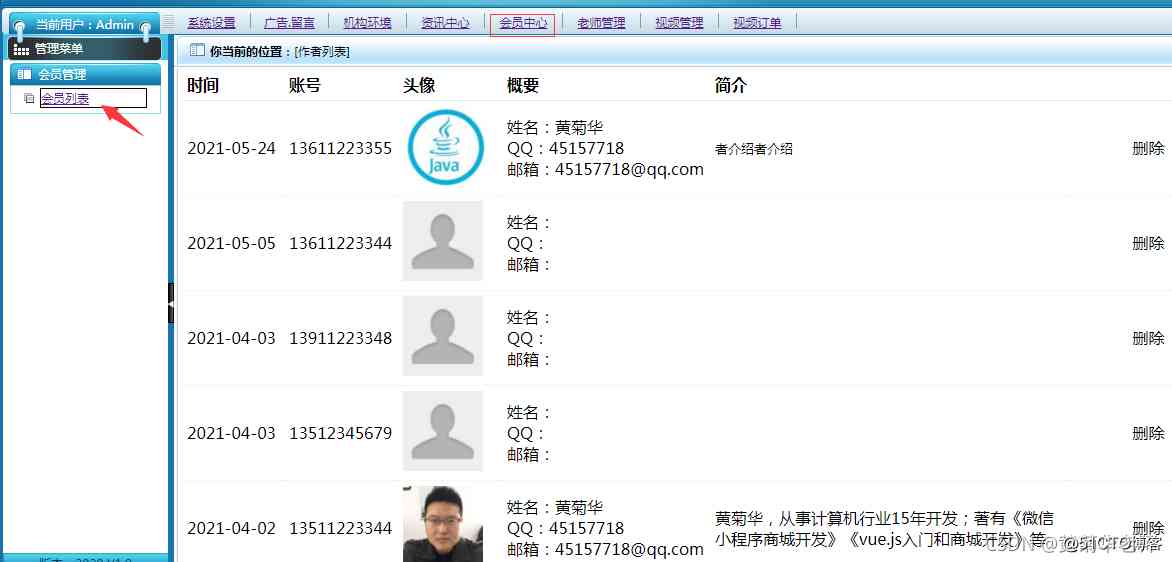 当前用户：Admin
系统设置 广告.留言 机构环境 资讯中心 会员中心 老师管理 视频管理 视频订单
管理菜单
你当前的位置：[作者列表]
会员管理
会员列表
时间 账号 头像 概要 简介
2021-05-24 13611223355
Java
姓名：黄菊华
QQ：45157718
邮箱：45157718@qq.com
者介绍者介绍
删除
2021-05-05 13611223344
姓名：
QQ：
邮箱：
删除
2021-04-03 13911223348
姓名：
QQ：
邮箱：
删除
2021-04-03 13512345679
姓名：
QQ：
邮箱：
删除
2021-04-02 13511223344
姓名：黄菊华
QQ：45157718
邮箱：45157718@qq.com
黄菊华，从事计算机行业15年开发；著有《微信
小程序商城开发》《vue.js入门和商城开发》等
删除
CSDN @
@51CTO博客